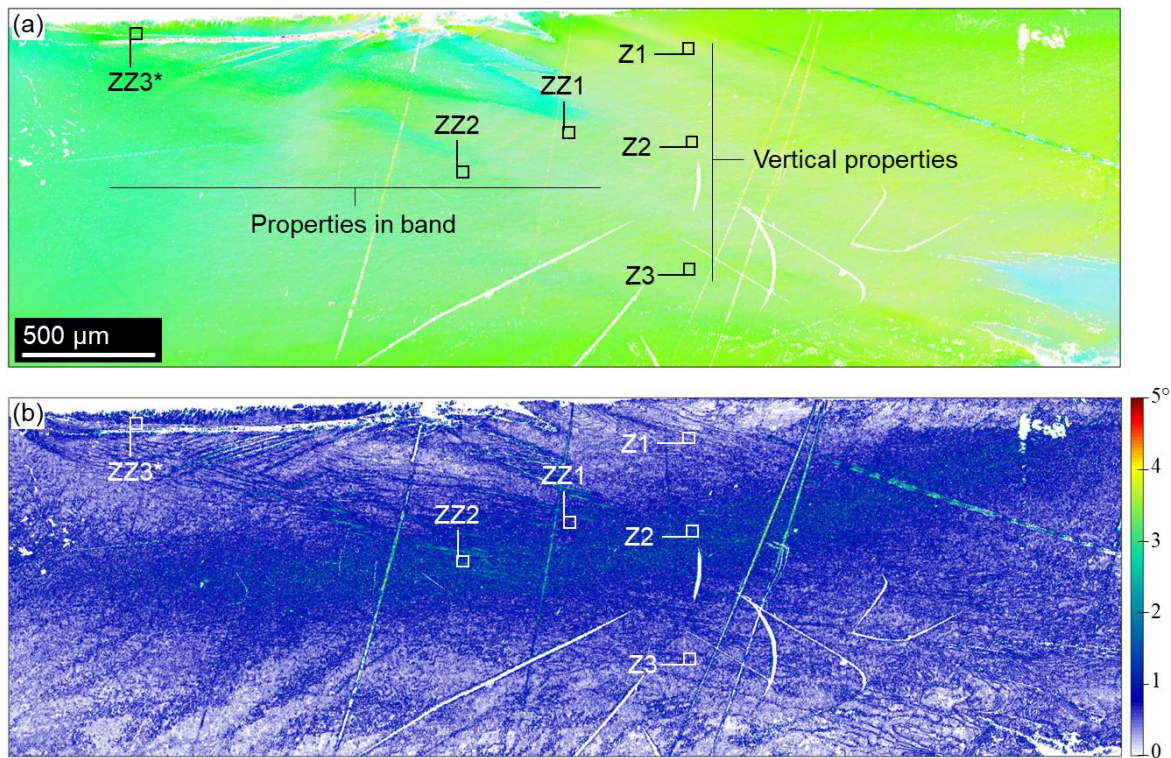 (a)
Z1
ZZ3*
ZZ1
ZZ2
Z2
Vertical properties
Properties in band
Z3
500 µm
(b)
5°
Z1
ZZ3*
4
ZZ1
ZZ2
Z2
3
2
Z3
1
0